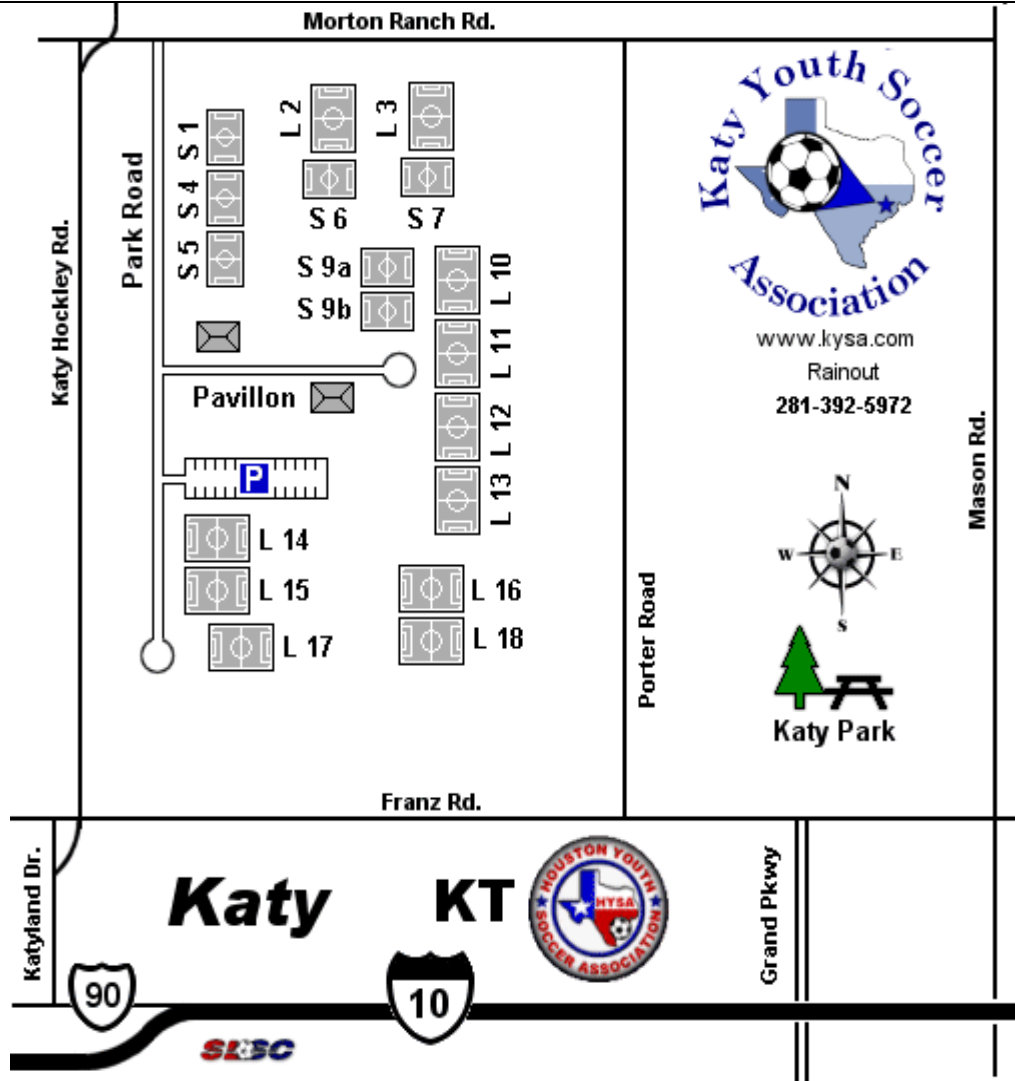 Morton Ranch Rd.
Katy Hockley Rd.
Park Road
S 1
S 4
S 5
L 2
L 3
S 6
S 7
S 9a
S 9b
L 10
L 11
L 12
L 13
Pavillon
P
L 14
L 15
L 17
L 16
L 18
Katy Youth Soccer
Association
www.kysa.com
Rainout
281-392-5972
N
W
E
S
Katy Park
Porter Road
Mason Rd.
Franz Rd.
Katyland Dr.
Katy
KT
HOUSTON YOUTH
HYSA
SOCCER ASSOCIATION
Grand Pkwy
90
10
SLSC